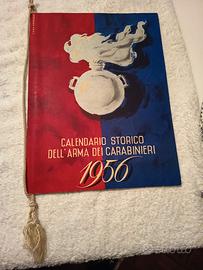 CALENDARIO STORICO
DELL'ARMA DEI CARABINIERI
1956